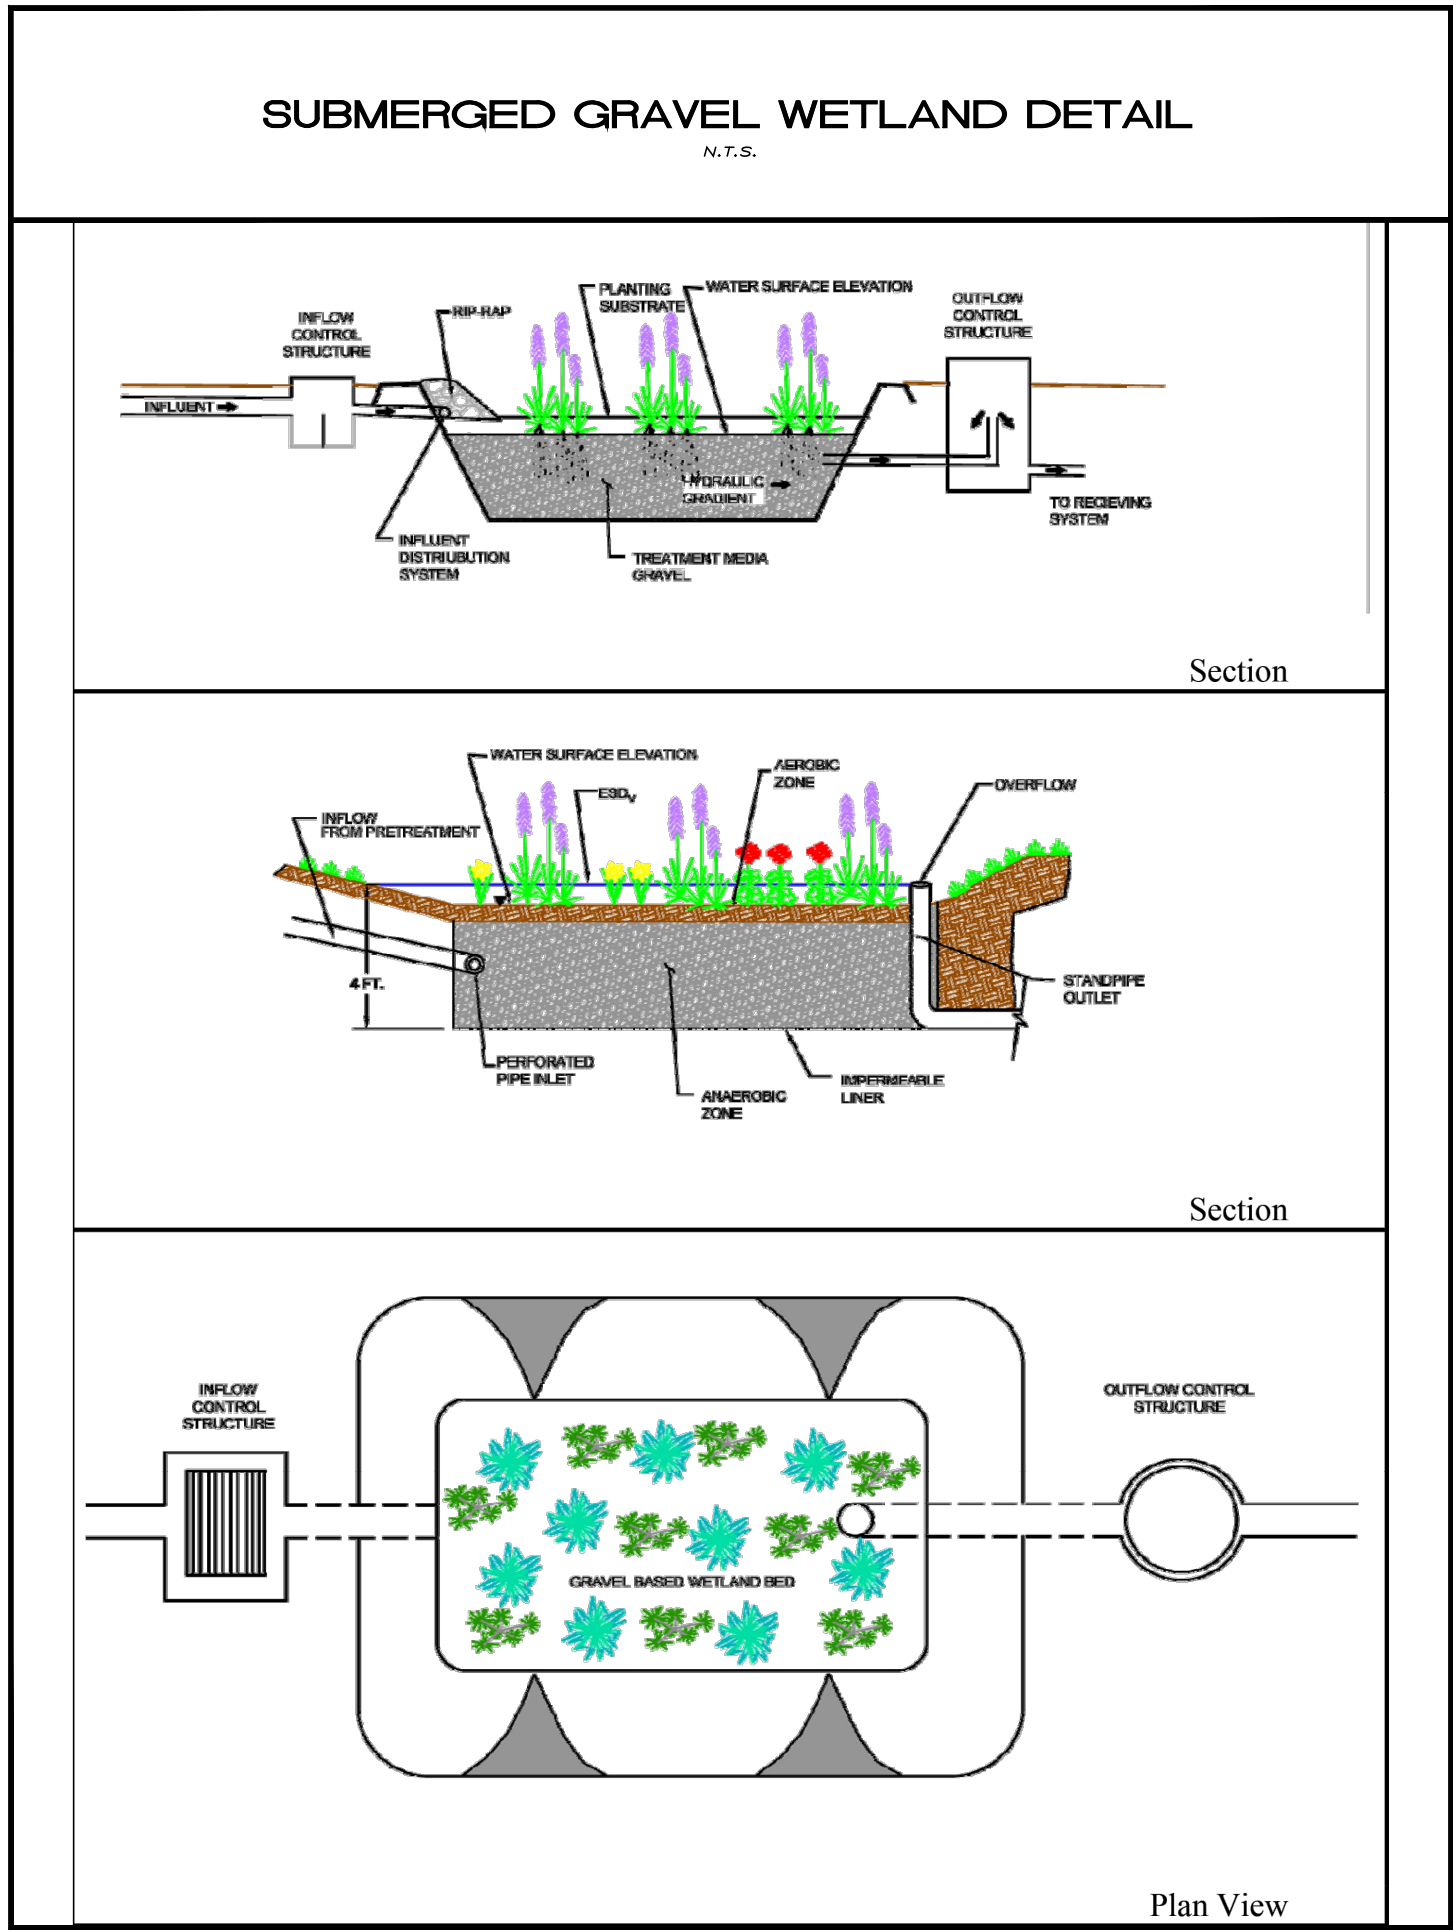 SUBMERGED GRAVEL WETLAND DETAIL
N.T.S.
INFLOW
CONTROL
STRUCTURE
RIP-RAP
PLANTING
SUBSTRATE
WATER SURFACE ELEVATION
OUTFLOW
CONTROL
STRUCTURE
INFLUENT
HYDRAULIC
GRADIENT
TO RECIEVING
SYSTEM
INFLUENT
DISTRIUBUTION
SYSTEM
TREATMENT MEDIA
GRAVEL
Section
WATER SURFACE ELEVATION
ESDV
AEROBIC
ZONE
OVERFLOW
INFLOW
FROM PRETREATMENT
4 FT.
STANDPIPE
OUTLET
PERFORATED
PIPE INLET
ANAEROBIC
ZONE
IMPERMEABLE
LINER
Section
INFLOW
CONTROL
STRUCTURE
OUTFLOW CONTROL
STRUCTURE
GRAVEL BASED WETLAND BED
Plan View